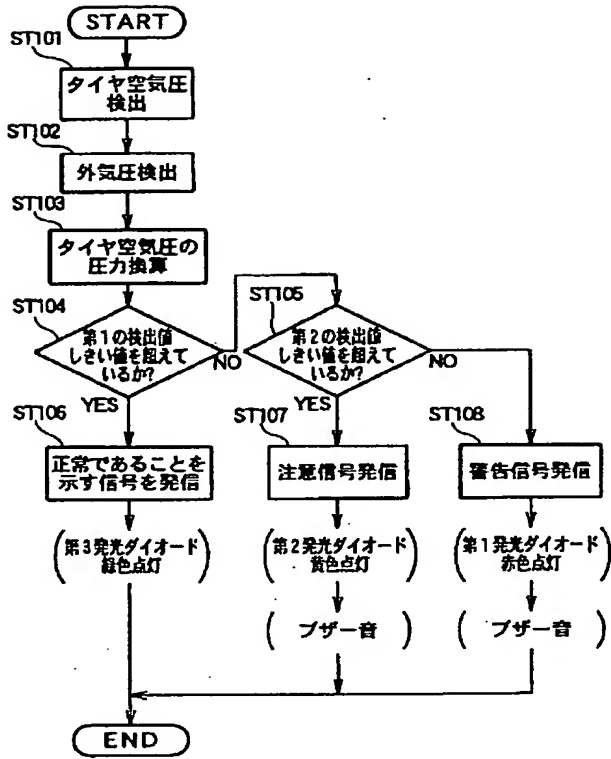 START
ST101
タイヤ空気圧
検出
ST102
外気圧検出
ST103
タイヤ空気圧の
圧力換算
ST104
第1の検出値
しきい値を超えて
いるか?
NO
YES
ST105
第2の検出値
しきい値を超えて
いるか?
NO
YES
ST106
正常であることを
示す信号を発信
ST107
注意信号発信
ST108
警告信号発信
(第3発光ダイオード
緑色点灯)
(第2発光ダイオード
黄色点灯)
(第1発光ダイオード
赤色点灯)
(ブザー音)
(ブザー音)
END